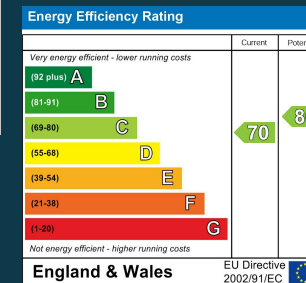 Energy Efficiency Rating
Current
Very energy efficient - lower running costs
(92 plus) A
(81-91) B
(69-80) C
70
(55-68) D
(39-54) E
(21-38) F
(1-20) G
Not energy efficient - higher running costs
England & Wales
EU Directive
2002/91/EC